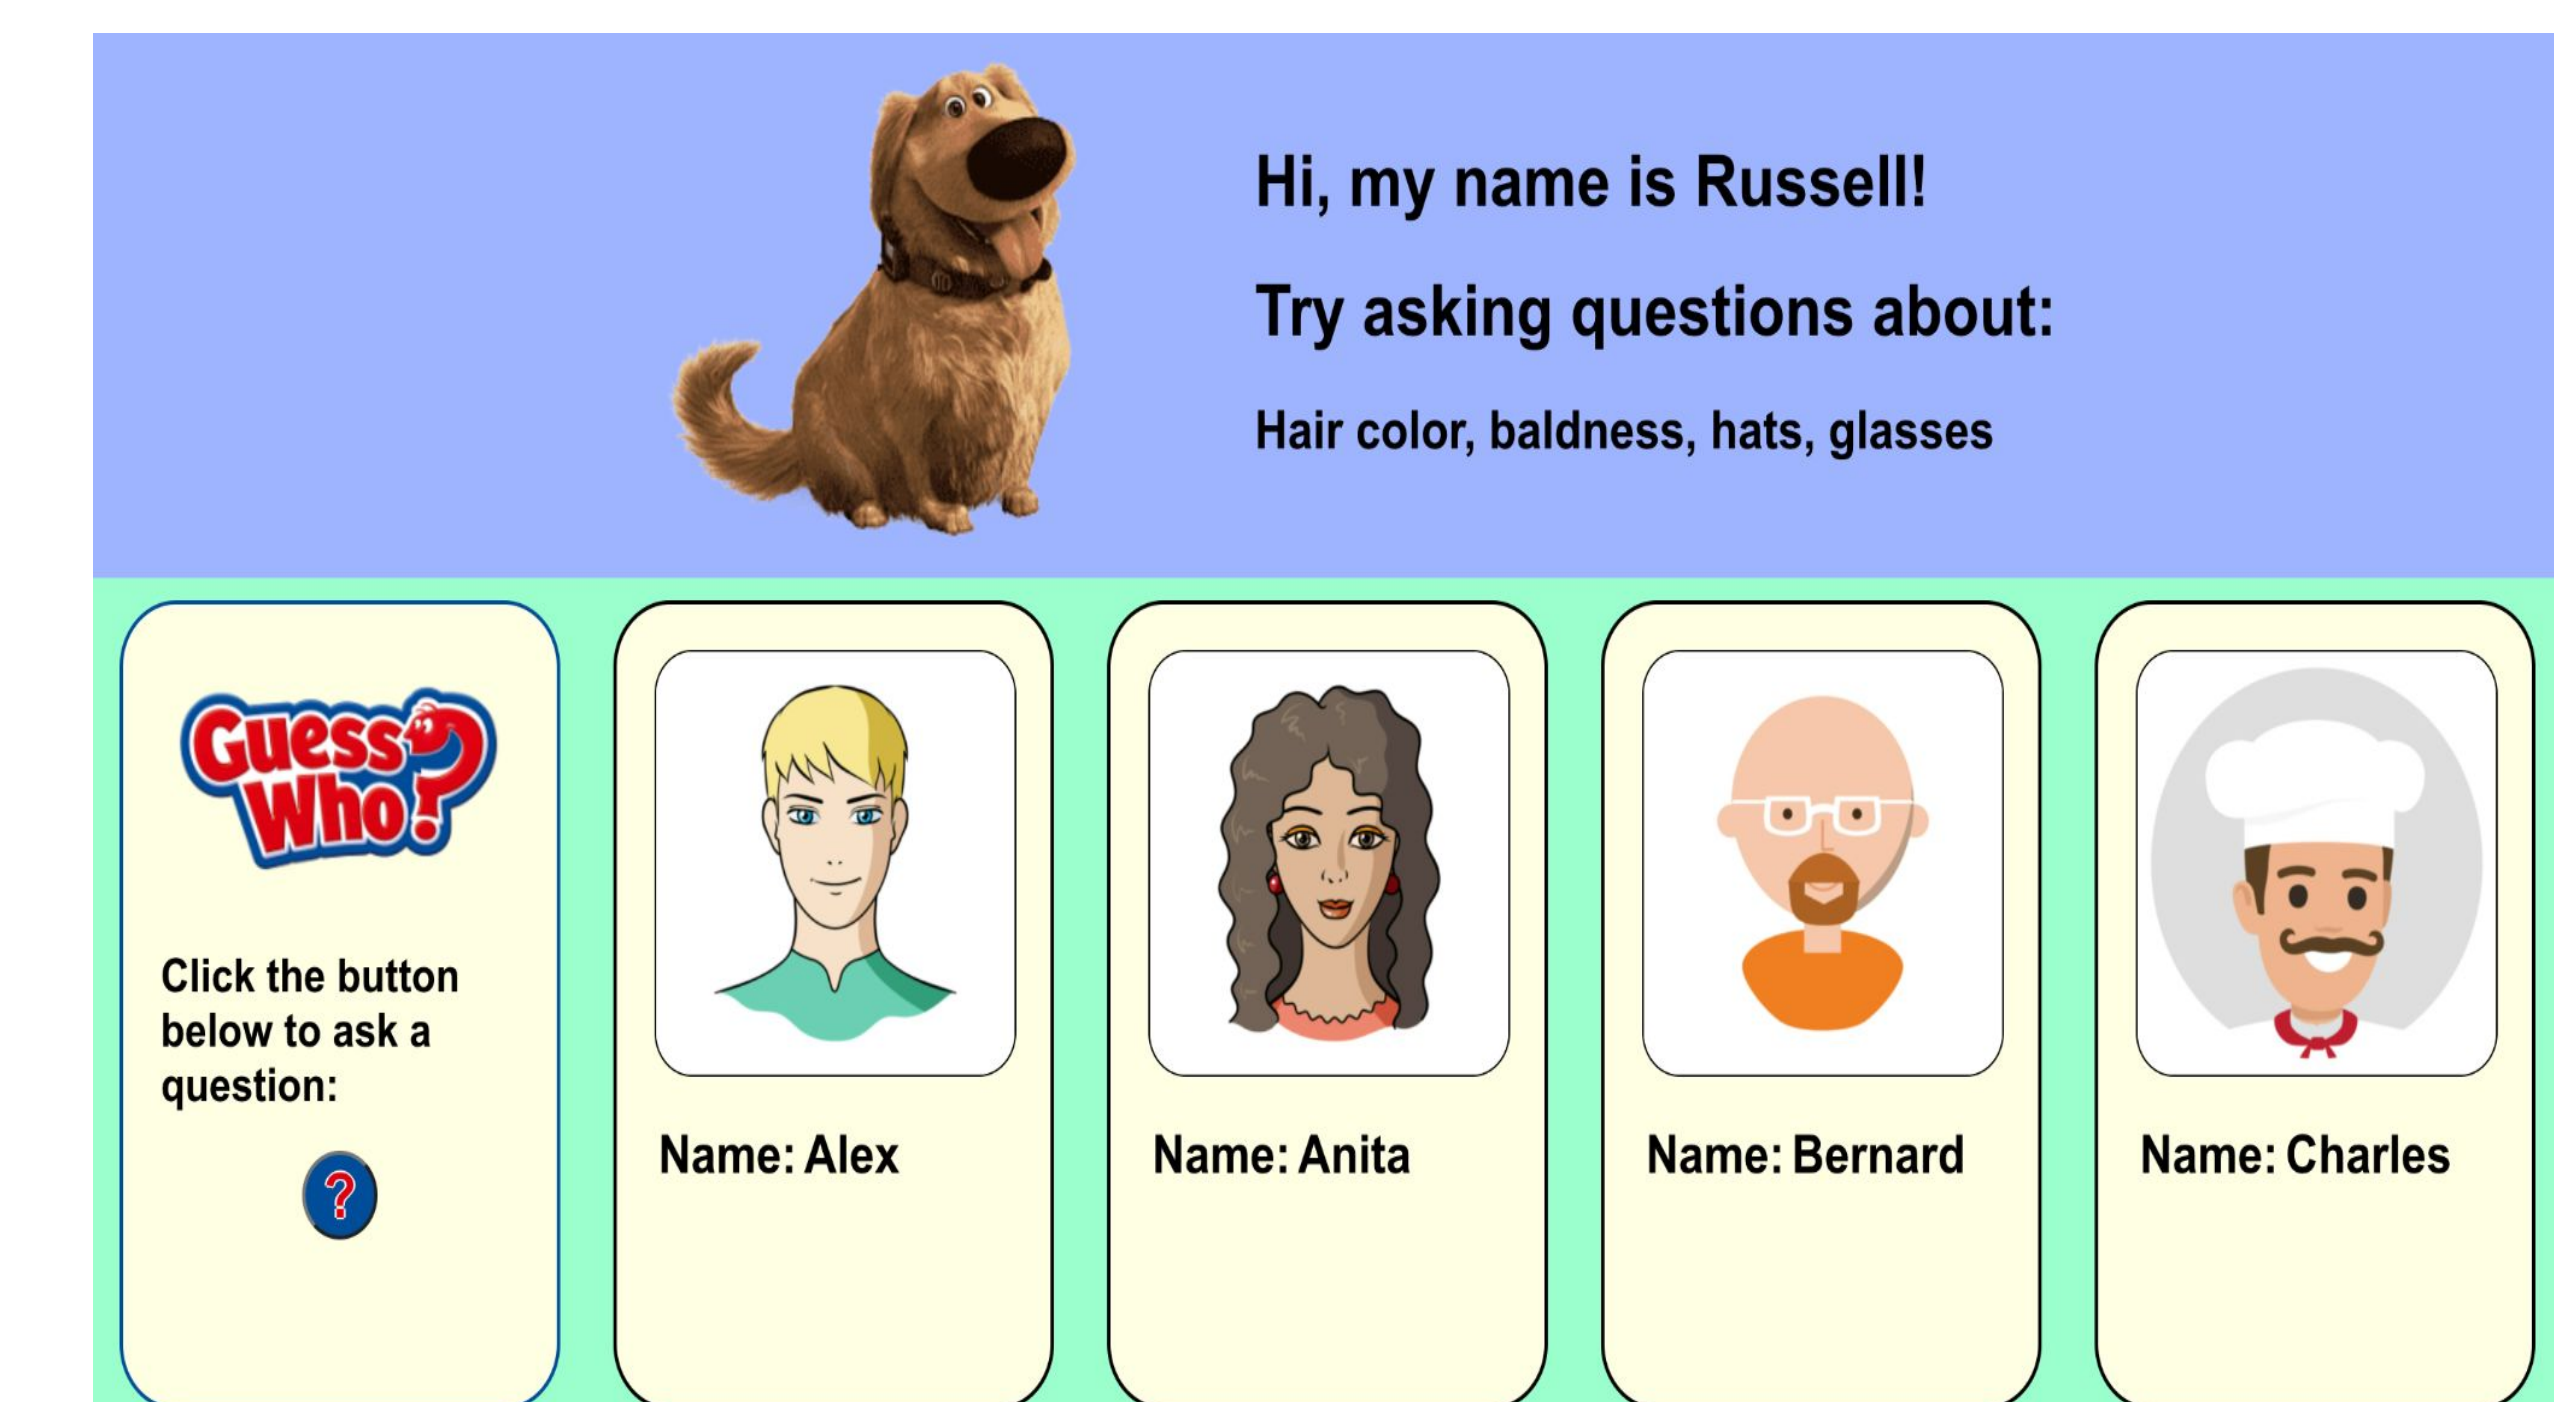 Hi, my name is Russell!
Try asking questions about:
Hair color, baldness, hats, glasses
Guess
Who?
Click the button
below to ask a
question:
?
Name: Alex
Name: Anita
Name: Bernard
Name: Charles